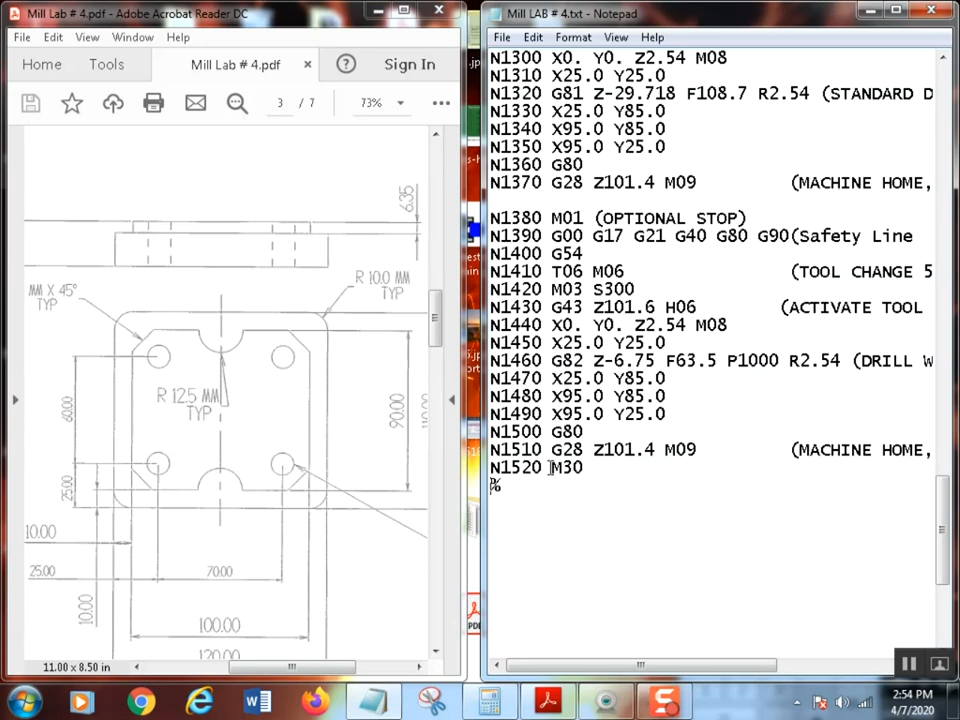 Mill Lab # 4.pdf - Adobe Acrobat Reader DC
File Edit View Window Help
Home Tools Mill Lab # 4.pdf × ? Sign In
3 / 7 73%
6.35
MM X 45°
TYP
R 10.0 MM
TYP
R 12.5 MM
TYP
60.00
90.00
25.00
10.00
25.00
70.00
10.00
100.00
120.00
11.00 x 8.50 in
Mill LAB # 4.txt - Notepad
File Edit Format View Help
N1300 X0. Y0. Z2.54 M08
N1310 X25.0 Y25.0
N1320 G81 Z-29.718 F108.7 R2.54 (STANDARD D
N1330 X25.0 Y85.0
N1340 X95.0 Y85.0
N1350 X95.0 Y25.0
N1360 G80
N1370 G28 Z101.4 M09 (MACHINE HOME,
N1380 M01 (OPTIONAL STOP)
N1390 G00 G17 G21 G40 G80 G90(Safety Line
N1400 G54
N1410 T06 M06 (TOOL CHANGE 5
N1420 M03 S300
N1430 G43 Z101.6 H06 (ACTIVATE TOOL
N1440 X0. Y0. Z2.54 M08
N1450 X25.0 Y25.0
N1460 G82 Z-6.75 F63.5 P1000 R2.54 (DRILL W
N1470 X25.0 Y85.0
N1480 X95.0 Y85.0
N1490 X95.0 Y25.0
N1500 G80
N1510 G28 Z101.4 M09 (MACHINE HOME,
N1520 M30
%
2:54 PM
4/7/2020